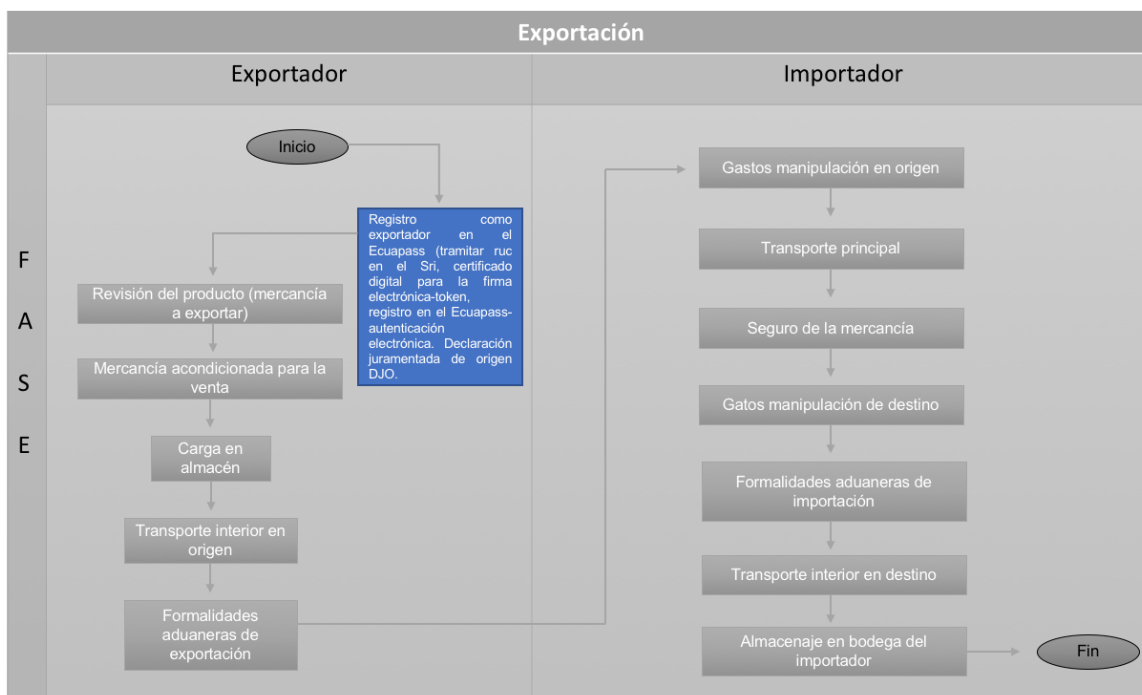 Exportación
Exportador
Importador
F
A
S
E
Inicio
Registro como
exportador en el
Ecuapass (tramitar ruc
en el Sri, certificado
digital para la firma
electrónica-token,
registro en el Ecuapass-
autenticación
electrónica. Declaración
juramentada de origen
DJO.
Revisión del producto (mercancía
a exportar)
Mercancía acondicionada para la
venta
Carga en
almacén
Transporte interior en
origen
Formalidades
aduaneras de
exportación
Gastos manipulación en origen
Transporte principal
Seguro de la mercancía
Gatos manipulación de destino
Formalidades aduaneras de
importación
Transporte interior en destino
Almacenaje en bodega del
importador
Fin